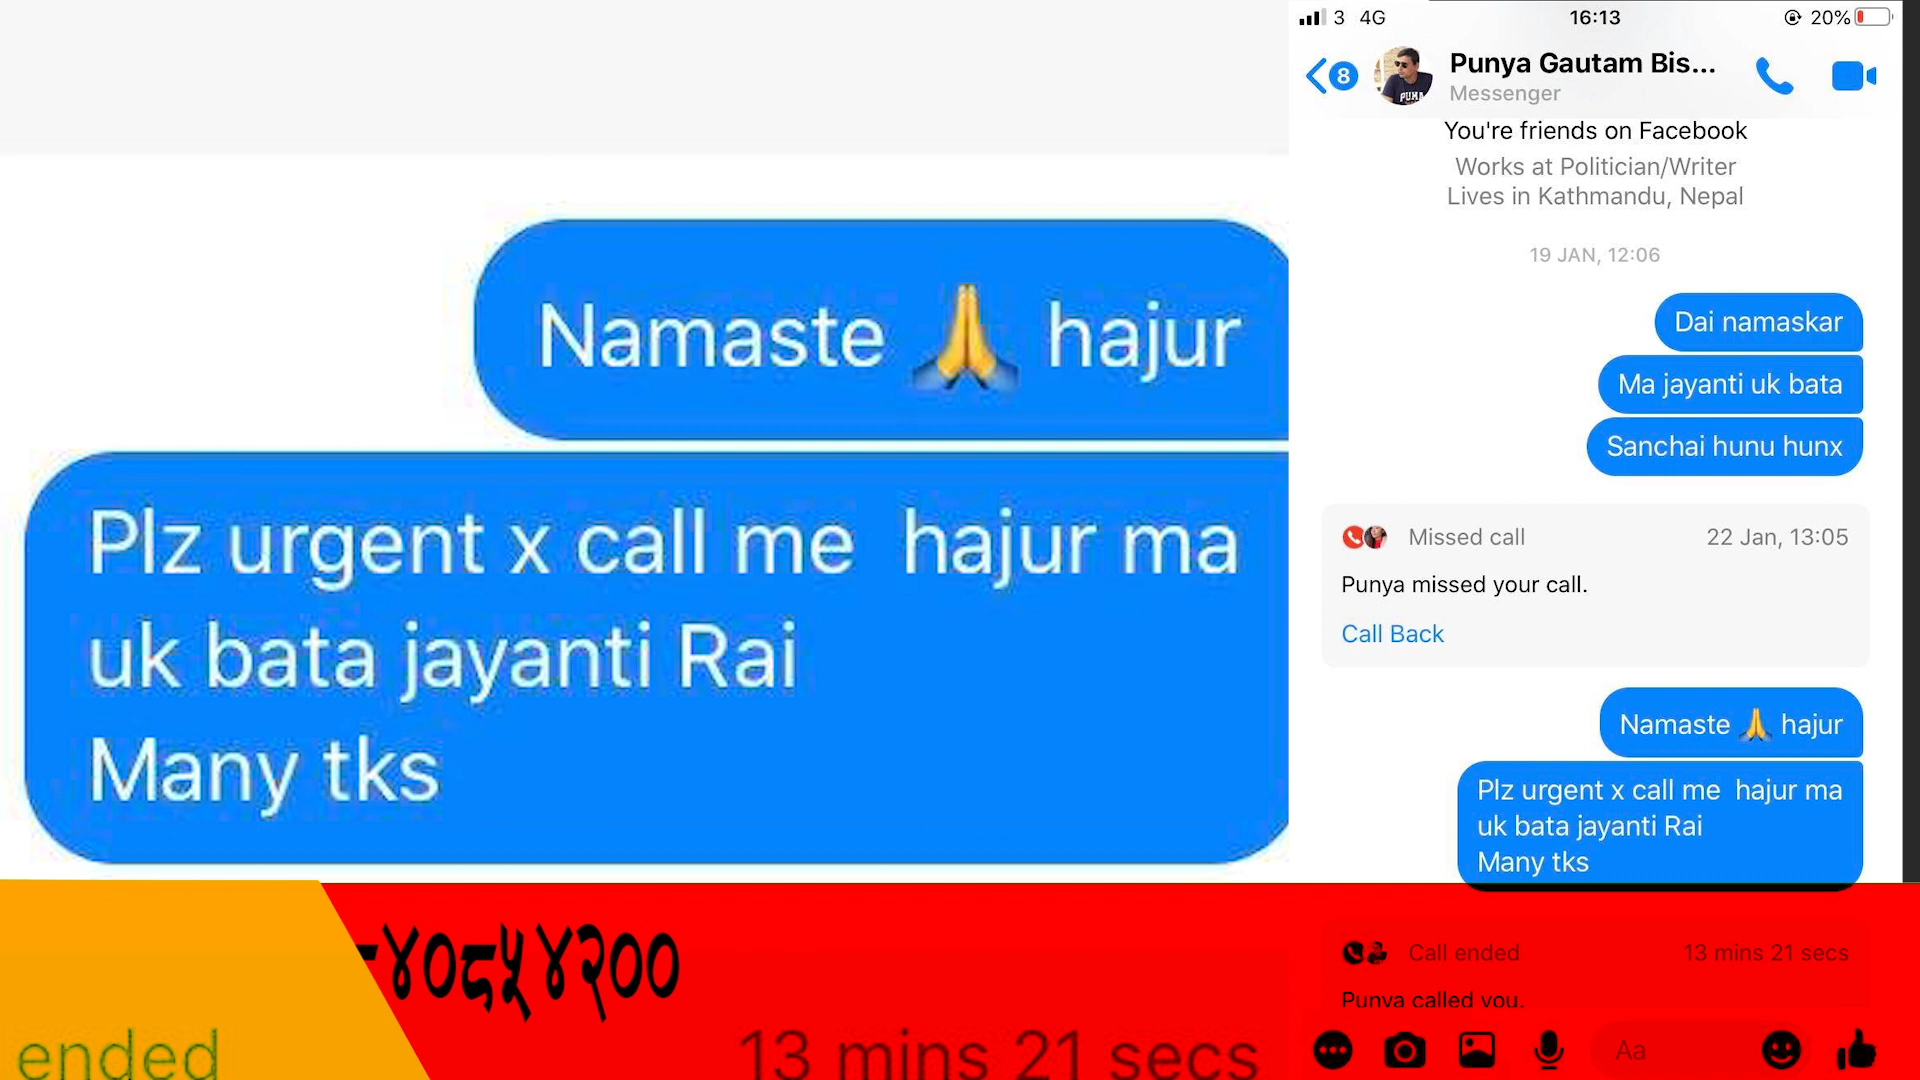 Namaste 🙏 hajur
Plz urgent x call me  hajur ma
uk bata jayanti Rai
Many tks
-४०८५४२००
ended
13 mins 21 secs
3 4G
16:13
20%
8
Punya Gautam Bis...
Messenger
You're friends on Facebook
Works at Politician/Writer
Lives in Kathmandu, Nepal
19 JAN, 12:06
Dai namaskar
Ma jayanti uk bata
Sanchai hunu hunx
Missed call
22 Jan, 13:05
Punya missed your call.
Call Back
Namaste 🙏 hajur
Plz urgent x call me  hajur ma
uk bata jayanti Rai
Many tks
Call ended
13 mins 21 secs
Punya called you.
Aa